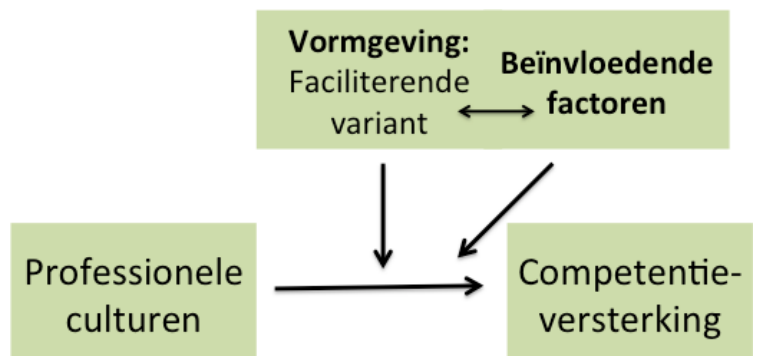 Vormgeving:
Faciliterende
variant
Beïnvloedende
factoren
Professionele
culturen
Competentie-
versterking